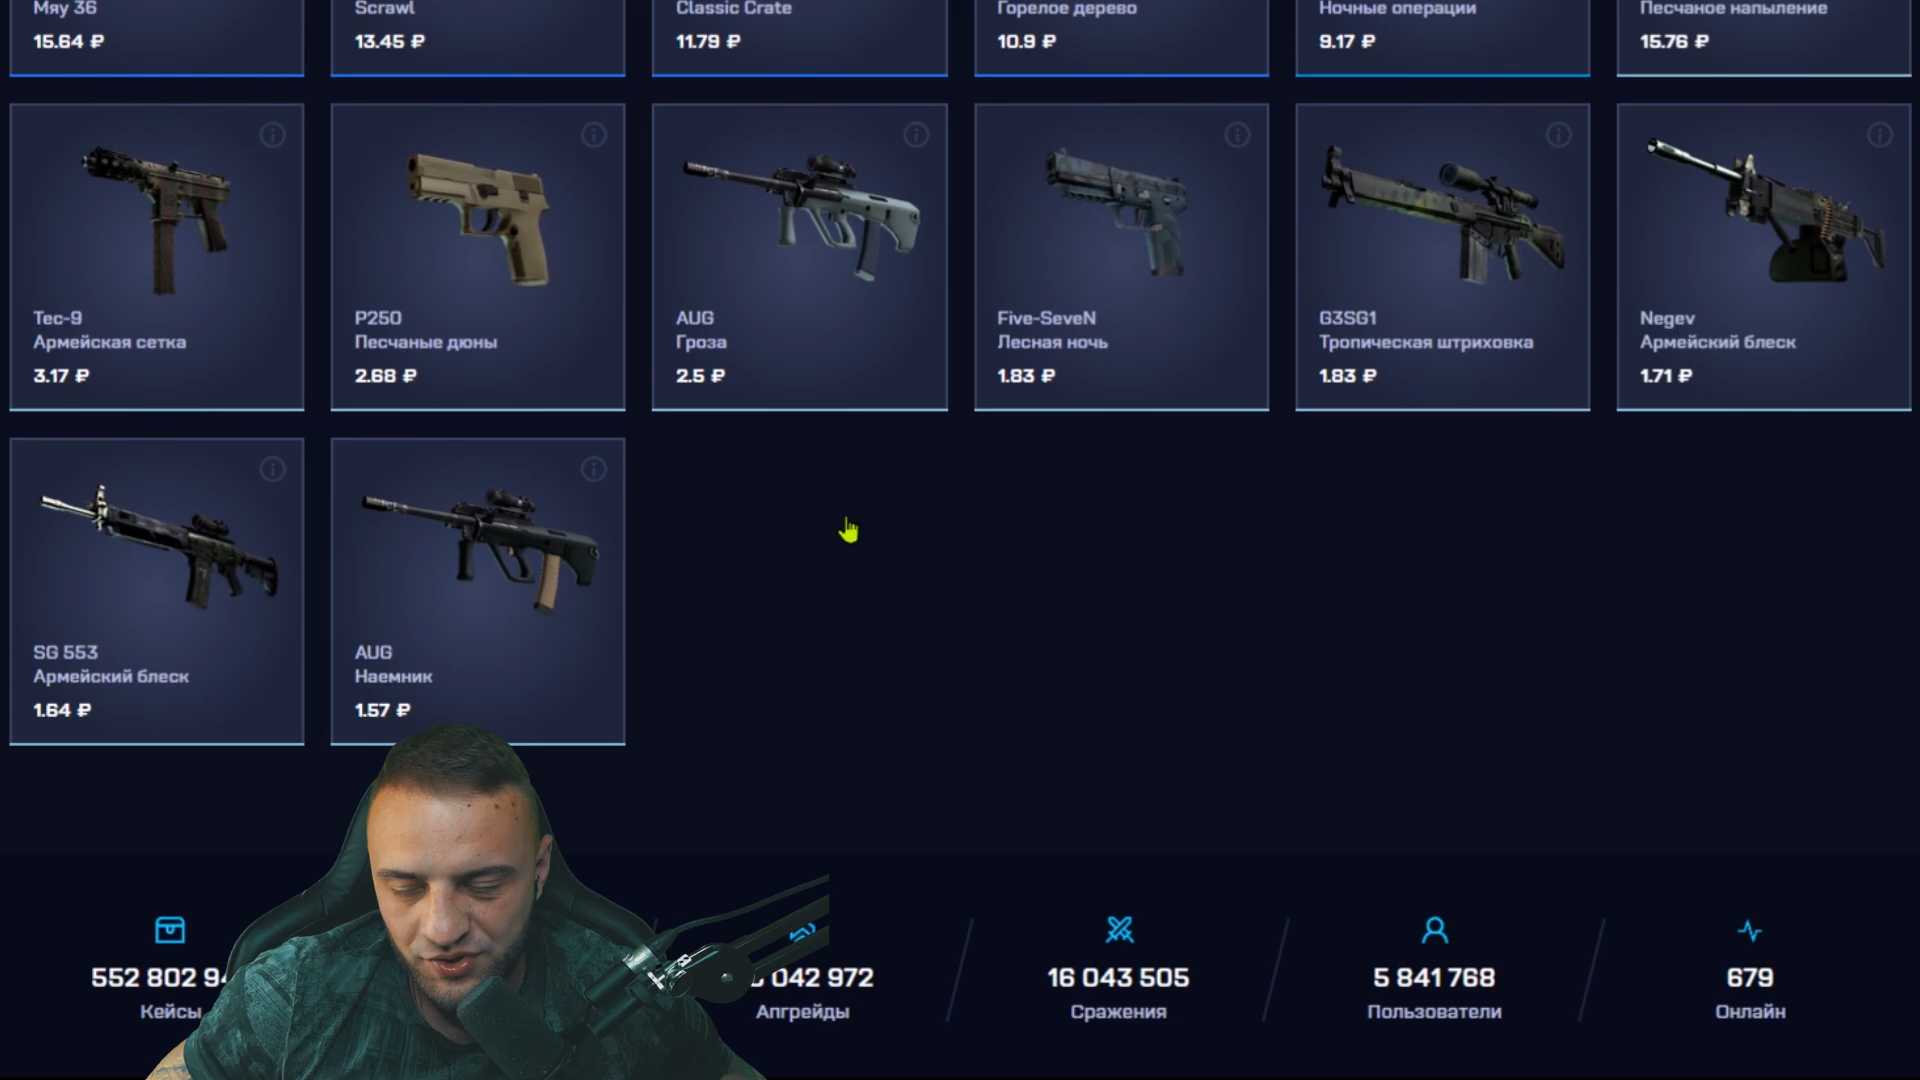 Мяу 36
Scrawl
Classic Crate
Горелое дерево
Ночные операции
Песчаное напыление
15.64 ₽
13.45 ₽
11.79 ₽
10.9 ₽
9.17 ₽
15.76 ₽
Tec-9
Армейская сетка
3.17 ₽
P250
Песчаные дюны
2.68 ₽
AUG
Гроза
2.5 ₽
Five-SeveN
Лесная ночь
1.83 ₽
G3SG1
Тропическая штриховка
1.83 ₽
Negev
Армейский блеск
1.71 ₽
SG 553
Армейский блеск
1.64 ₽
AUG
Наемник
1.57 ₽
552 802 9
Кейсы
042 972
Апгрейды
16 043 505
Сражения
5 841 768
Пользователи
679
Онлайн